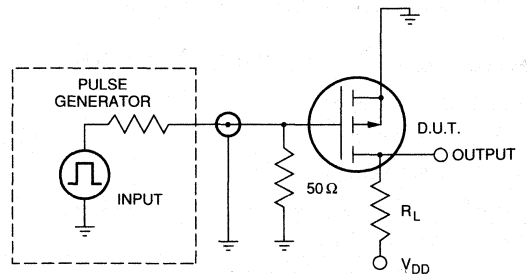 PULSE
GENERATOR
INPUT
50Ω
D.U.T.
OUTPUT
R_L
V_DD